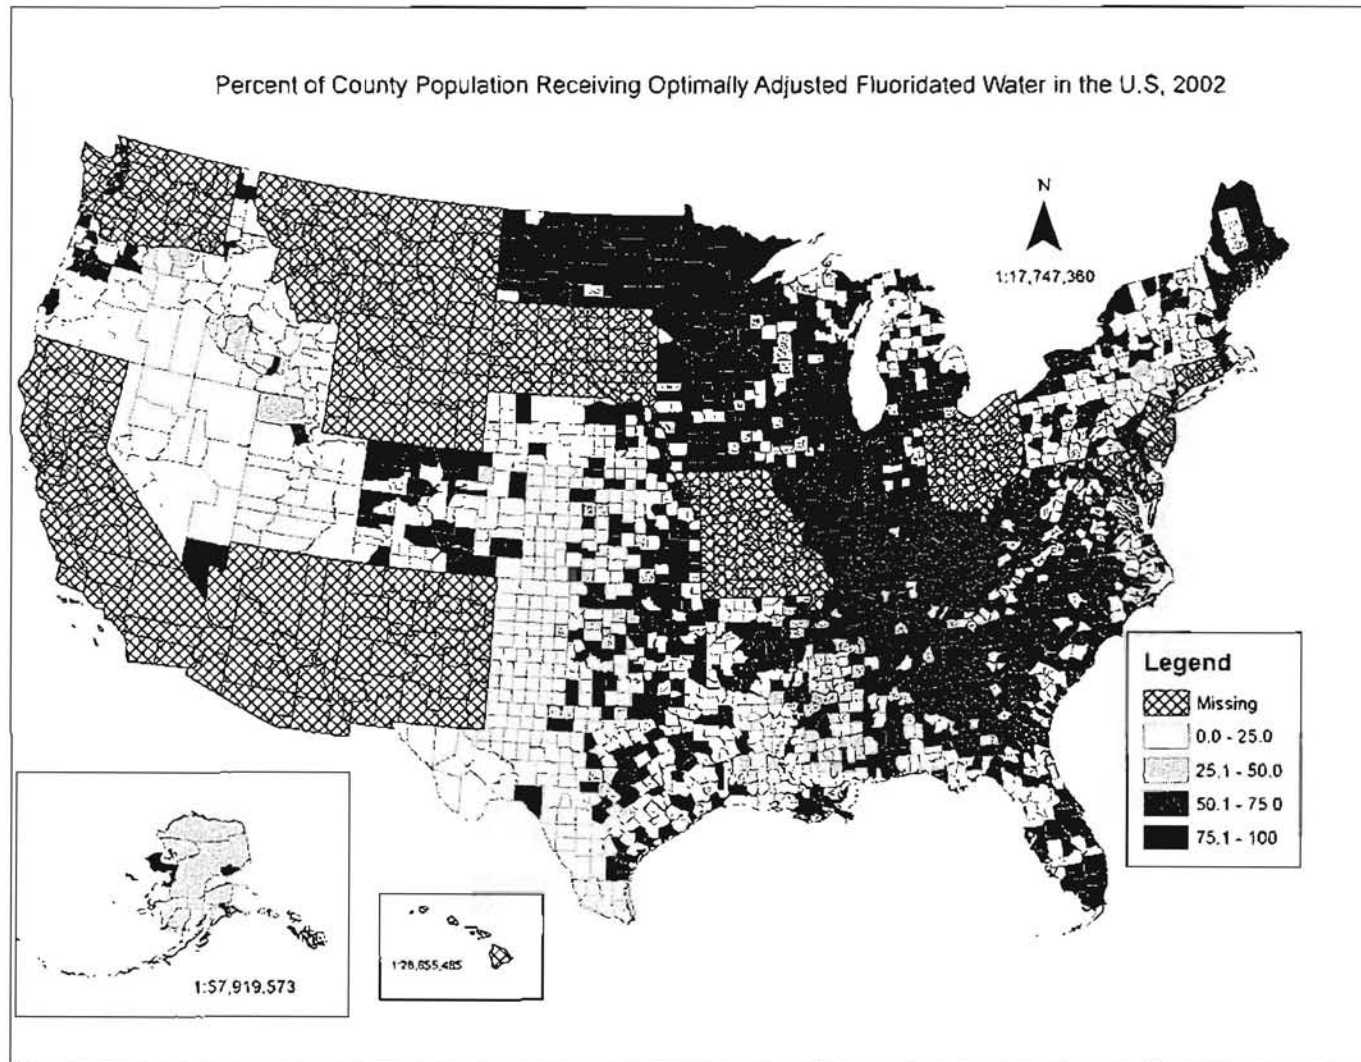 Percent of County Population Receiving Optimally Adjusted Fluoridated Water in the U.S, 2002
N
1:17,747,360
Legend
Missing
0.0 - 25.0
25.1 - 50.0
50.1 - 75.0
75.1 - 100
1:57,919,573
1:28,655,485